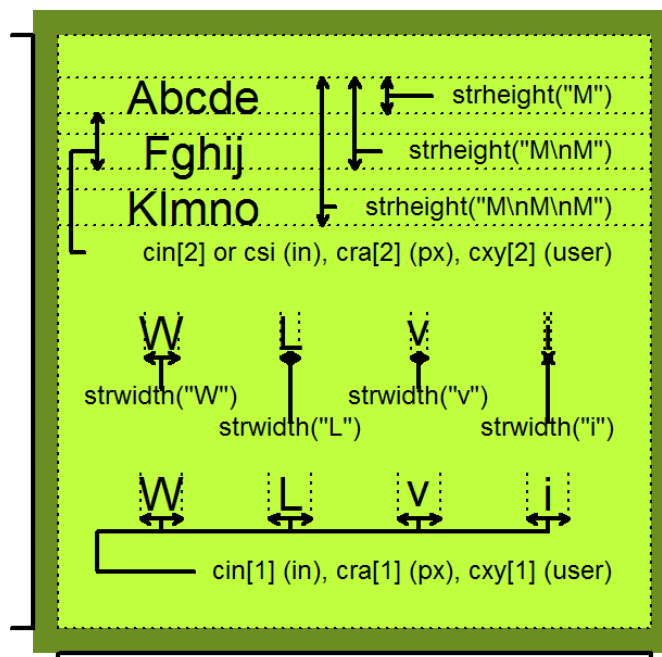 Abcde
strheight("M")
Fghij
strheight("M\nM")
Klmno
strheight("M\nM\nM")
cin[2] or csi (in), cra[2] (px), cxy[2] (user)
W L v i
strwidth("W") strwidth("v")
strwidth("L") strwidth("i")
W L v i
cin[1] (in), cra[1] (px), cxy[1] (user)